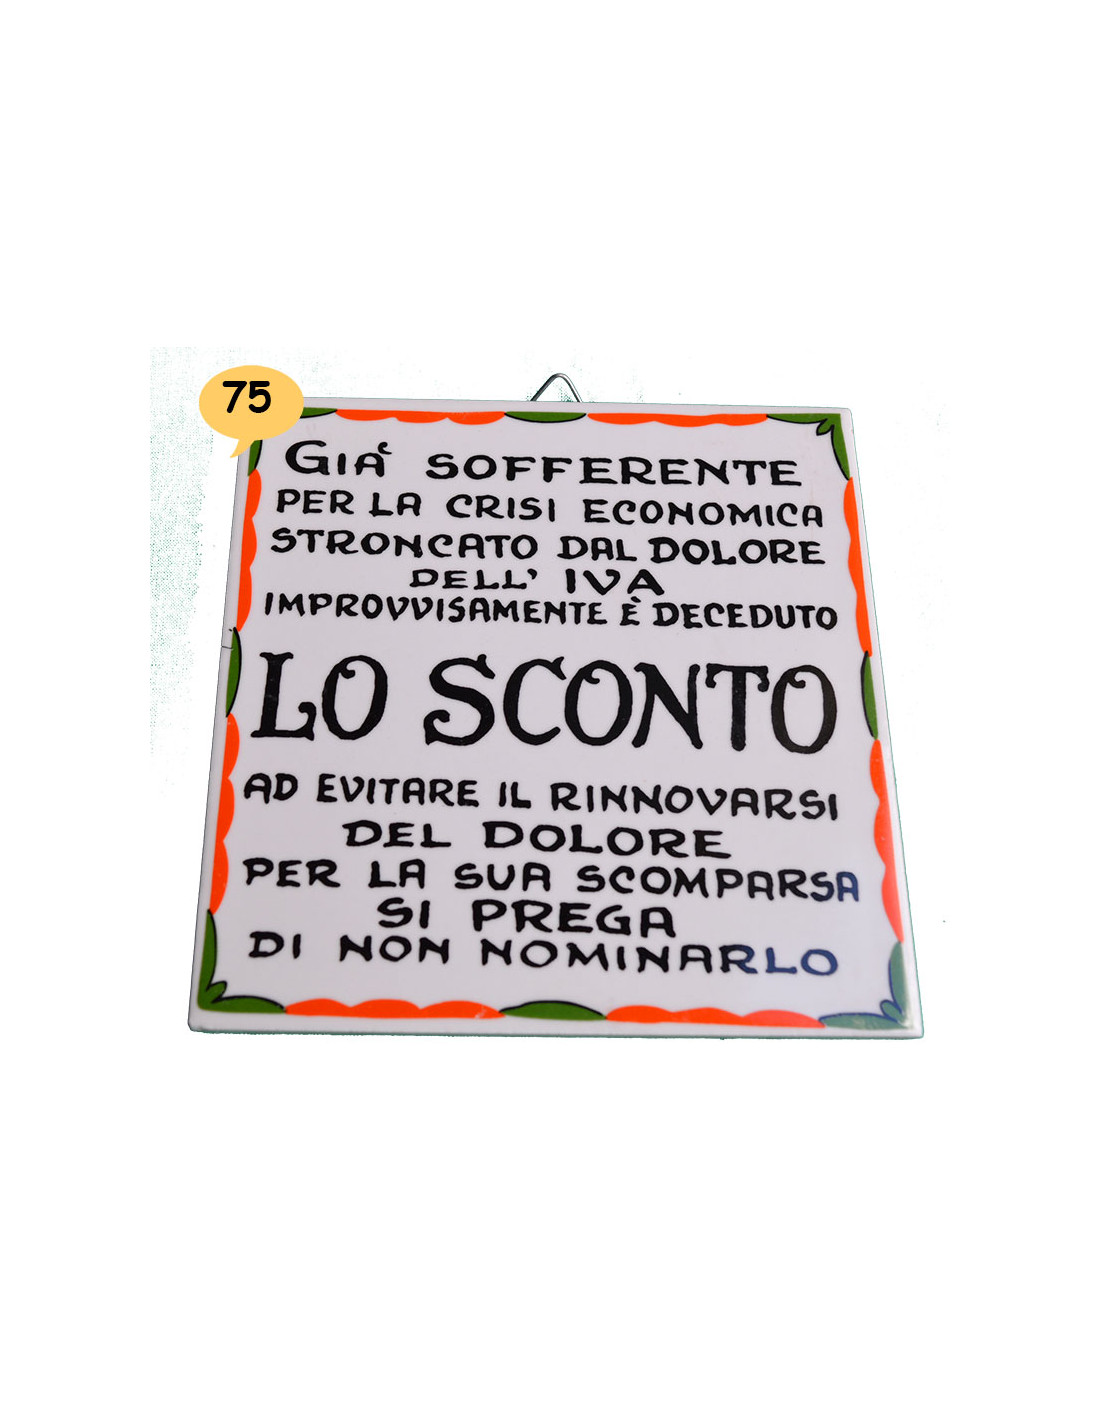 75
GIÀ SOFFERENTE
PER LA CRISI ECONOMICA
STRONCATO DAL DOLORE
DELL' IVA
IMPROVVISAMENTE È DECEDUTO
LO SCONTO
AD EVITARE IL RINNOVARSI
DEL DOLORE
PER LA SUA SCOMPARSA
SI PREGA
DI NON NOMINARLO